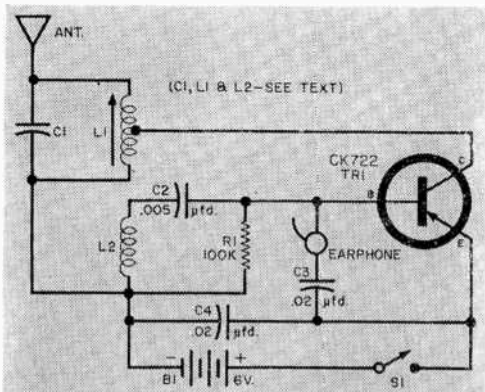 ANT.
(C1, L1 & L2-SEE TEXT)
C1
L1
CK722
TR1
C
B
E
C2
.005 µfd.
L2
R1
100K
EARPHONE
C3
.02 µfd.
C4
.02 µfd.
- +
B1 6V.
S1